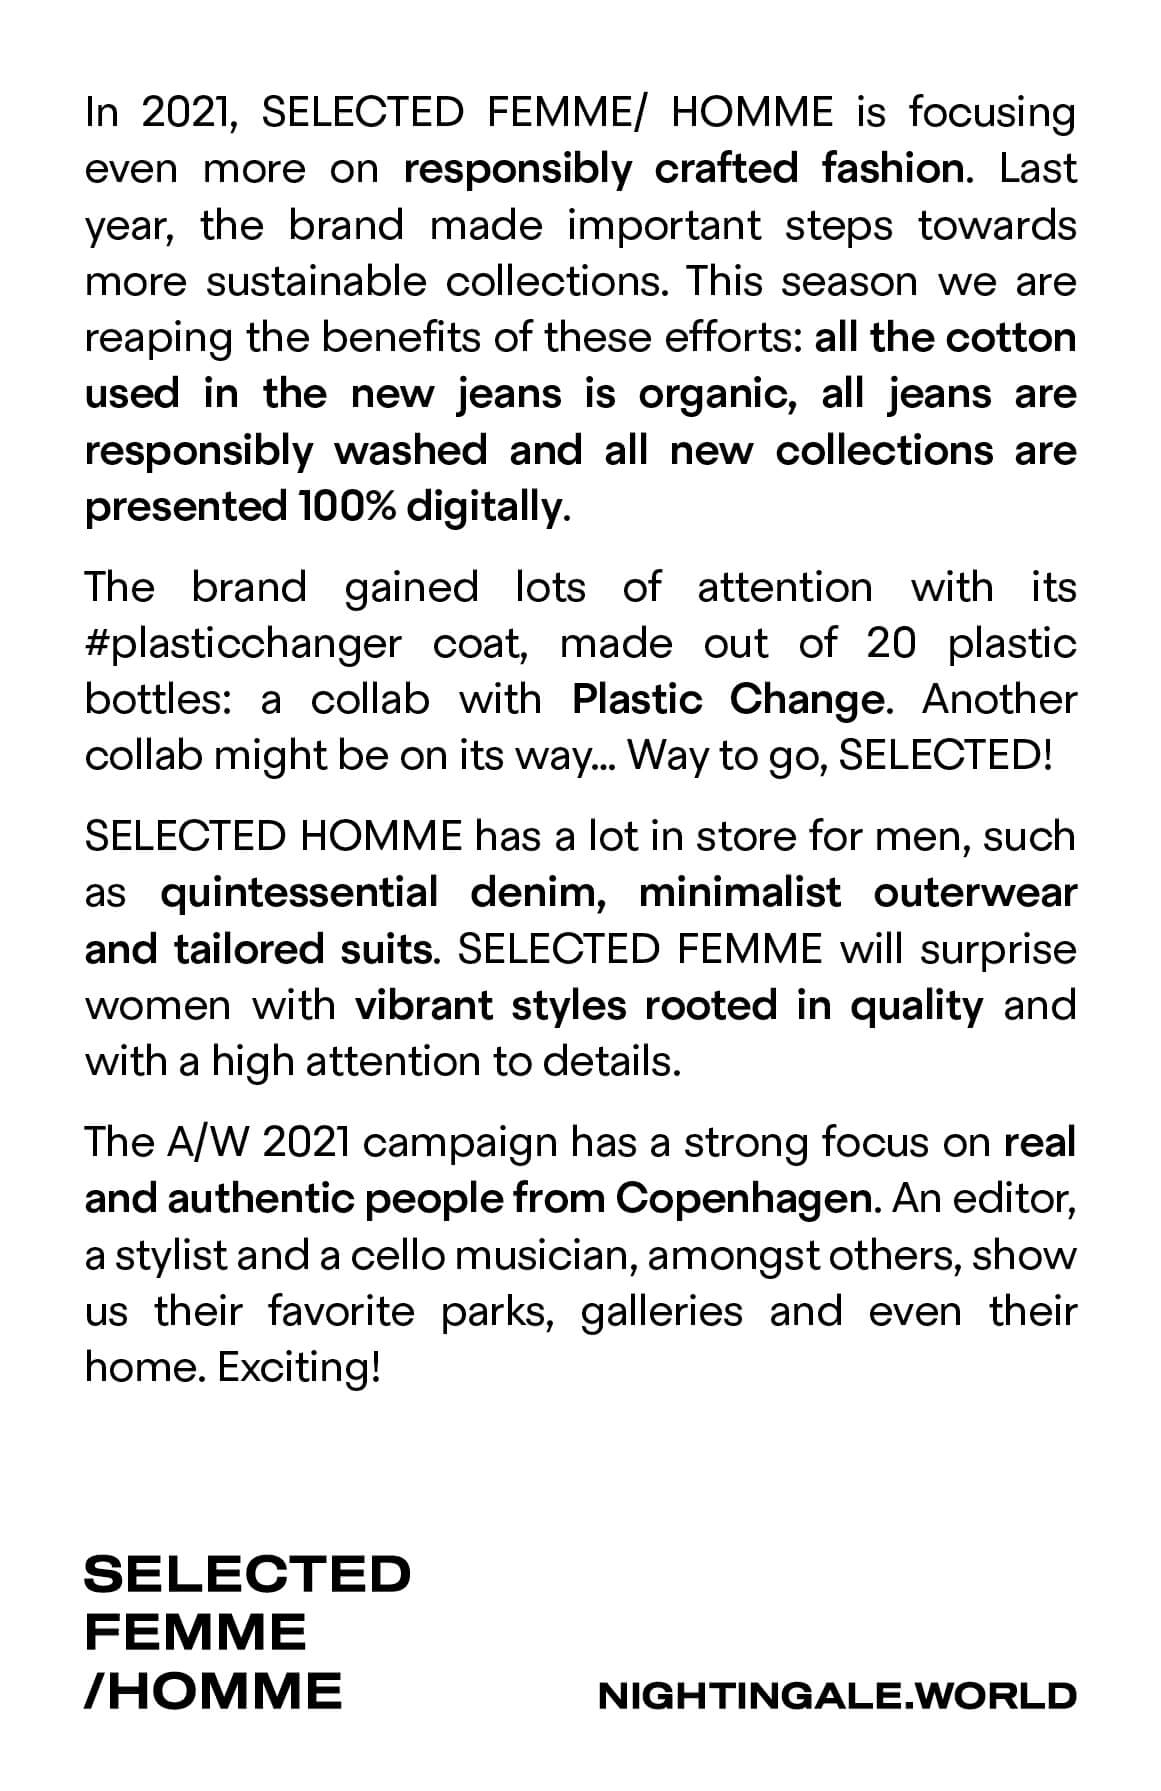 In 2021, SELECTED FEMME/ HOMME is focusing
even more on responsibly crafted fashion. Last
year, the brand made important steps towards
more sustainable collections. This season we are
reaping the benefits of these efforts: all the cotton
used in the new jeans is organic, all jeans are
responsibly washed and all new collections are
presented 100% digitally.
The brand gained lots of attention with its
#plasticchanger coat, made out of 20 plastic
bottles: a collab with Plastic Change. Another
collab might be on its way... Way to go, SELECTED!
SELECTED HOMME has a lot in store for men, such
as quintessential denim, minimalist outerwear
and tailored suits. SELECTED FEMME will surprise
women with vibrant styles rooted in quality and
with a high attention to details.
The A/W 2021 campaign has a strong focus on real
and authentic people from Copenhagen. An editor,
a stylist and a cello musician, amongst others, show
us their favorite parks, galleries and even their
home. Exciting!
SELECTED
FEMME
/HOMME
NIGHTINGALE.WORLD